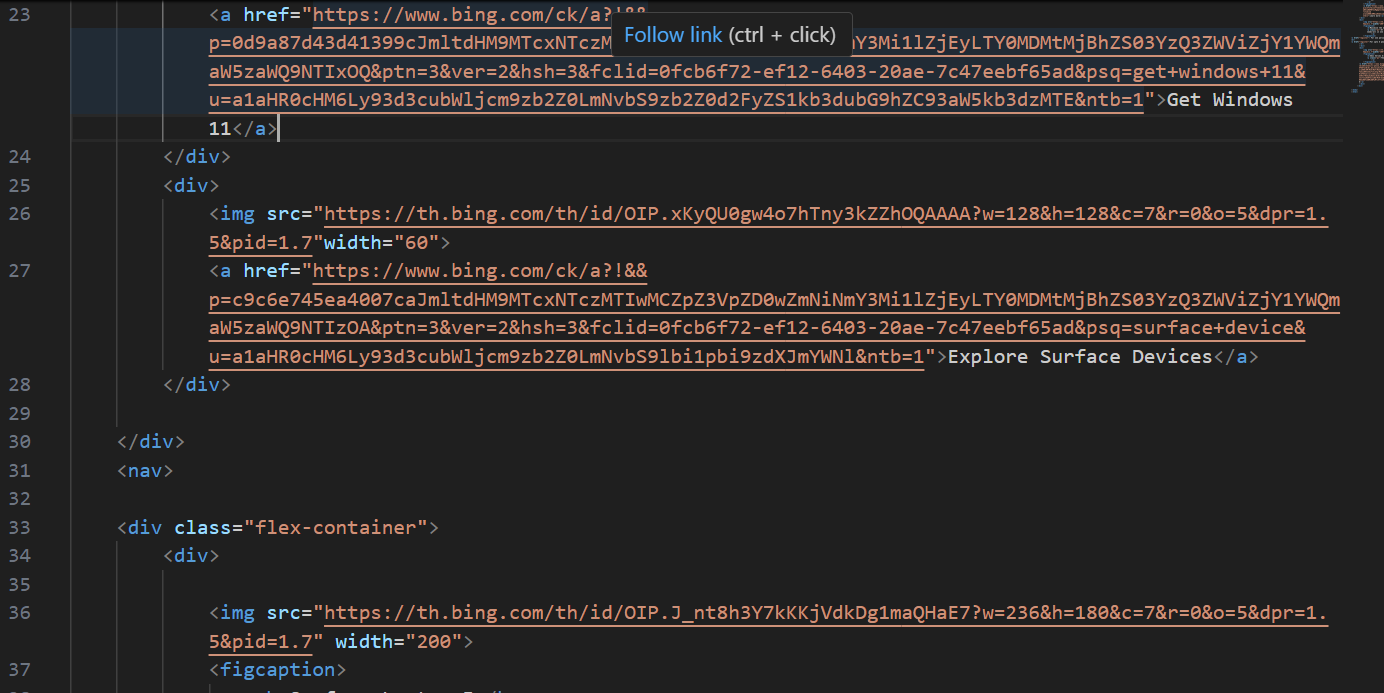 23 <a href="https://www.bing.com/ck/a?!&&
Follow link (ctrl + click)
p=0d9a87d43d41399cJmltdHM9MTcxNTczM Y3Mi1lZjEyLTY0MDMtMjBhZS03YzQ3ZWViZjY1YWQm
aW5zaWQ9NTIxOQ&ptn=3&ver=2&hsh=3&fclid=0fcb6f72-ef12-6403-20ae-7c47eebf65ad&psq=get+windows+11&
u=a1aHR0cHM6Ly93d3cubWljcm9zb2Z0LmNvbS9zb2Z0d2FyZS1kb3dubG9hZC93aW5kb3dzMTE&ntb=1">Get Windows
11</a>
24 </div>
25 <div>
26 <img src="https://th.bing.com/th/id/OIP.xKyQU0gw4o7hTny3kZZhOQAAAA?w=128&h=128&c=7&r=0&o=5&dpr=1.
5&pid=1.7"width="60">
27 <a href="https://www.bing.com/ck/a?!&&
p=c9c6e745ea4007caJmltdHM9MTcxNTczMTIwMCZpZ3VpZD0wZmNiNmY3Mi1lZjEyLTY0MDMtMjBhZS03YzQ3ZWViZjY1YWQm
aW5zaWQ9NTIzOA&ptn=3&ver=2&hsh=3&fclid=0fcb6f72-ef12-6403-20ae-7c47eebf65ad&psq=surface+device&
u=a1aHR0cHM6Ly93d3cubWljcm9zb2Z0LmNvbS9lbi1pbi9zdXJmYWNl&ntb=1">Explore Surface Devices</a>
28 </div>
29
30 </div>
31 <nav>
32
33 <div class="flex-container">
34 <div>
35
36 <img src="https://th.bing.com/th/id/OIP.J_nt8h3Y7kKKjVdkDg1maQHaE7?w=236&h=180&c=7&r=0&o=5&dpr=1.
5&pid=1.7" width="200">
37 <figcaption>